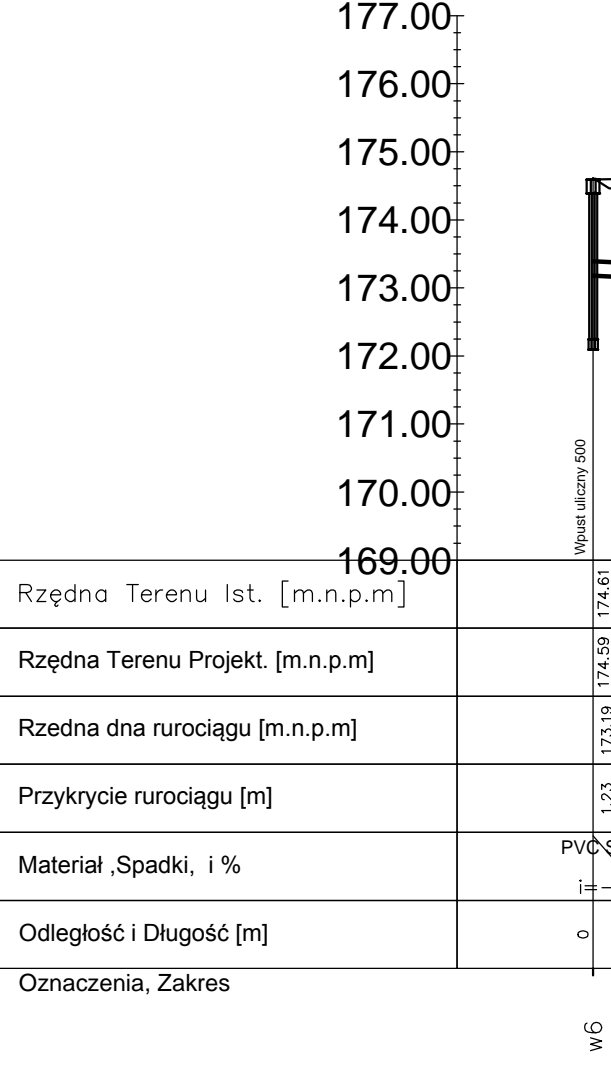 177.00
176.00
175.00
174.00
173.00
172.00
171.00
170.00
169.00
Wpust uliczny 500
Rzędna Terenu Ist. [m.n.p.m]
174.61
Rzędna Terenu Projekt. [m.n.p.m]
174.59
Rzedna dna rurociągu [m.n.p.m]
173.19
Przykrycie rurociągu [m]
1.23
Materiał ,Spadki, i %
PVC
i=
Odległość i Długość [m]
0
Oznaczenia, Zakres
w6